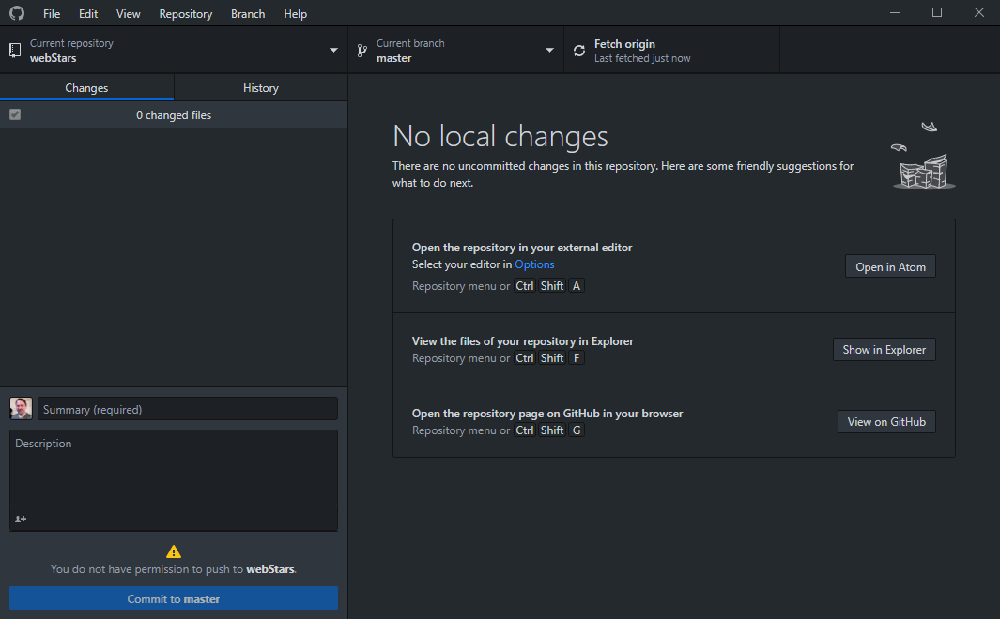 File Edit View Repository Branch Help
Current repository
webStars
Current branch
master
Fetch origin
Last fetched just now
Changes
History
0 changed files
No local changes
There are no uncommitted changes in this repository. Here are some friendly suggestions for
what to do next.
Open the repository in your external editor
Select your editor in Options
Repository menu or Ctrl Shift A
Open in Atom
View the files of your repository in Explorer
Repository menu or Ctrl Shift F
Show in Explorer
Open the repository page on GitHub in your browser
Repository menu or Ctrl Shift G
View on GitHub
Summary (required)
Description
You do not have permission to push to webStars.
Commit to master